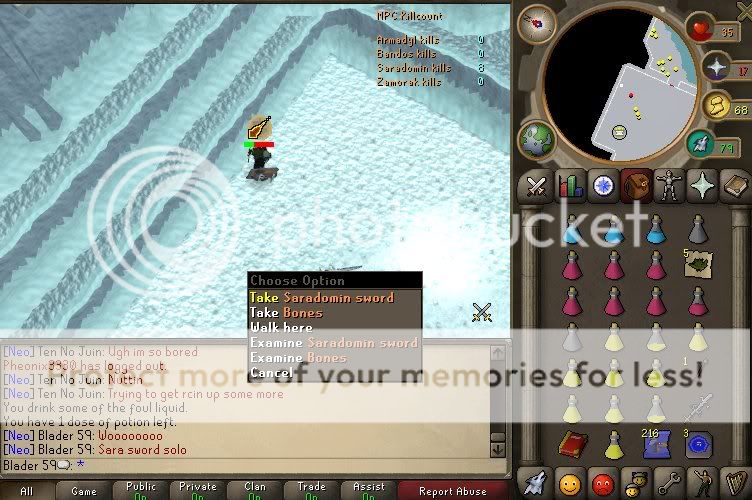 NPC Killcount
Armadyl kills 0
Bandos kills 0
Saradomin kills 8
Zamorak kills 0
35
17
68
79
photobucket
Choose Option
Take Saradomin sword
Take Bones
Walk here
Examine Saradomin sword
Examine Bones
Cancel
5
1
216
3
Protect more of your memories for less!
[Neo] Ten No Juin: Ugh im so bored
has logged out.
[Neo] Ten No Juin: Nuttin
[Neo] Ten No Juin: Trying to get rcin up some more
You drink some of the foul liquid.
You have 1 dose of potion left.
[Neo] Blader 59: Woooooooo
[Neo] Blader 59: Sara sword solo
Blader 59: *
All
Game
Public
On
Private
On
Clan
On
Trade
On
Assist
On
Report Abuse